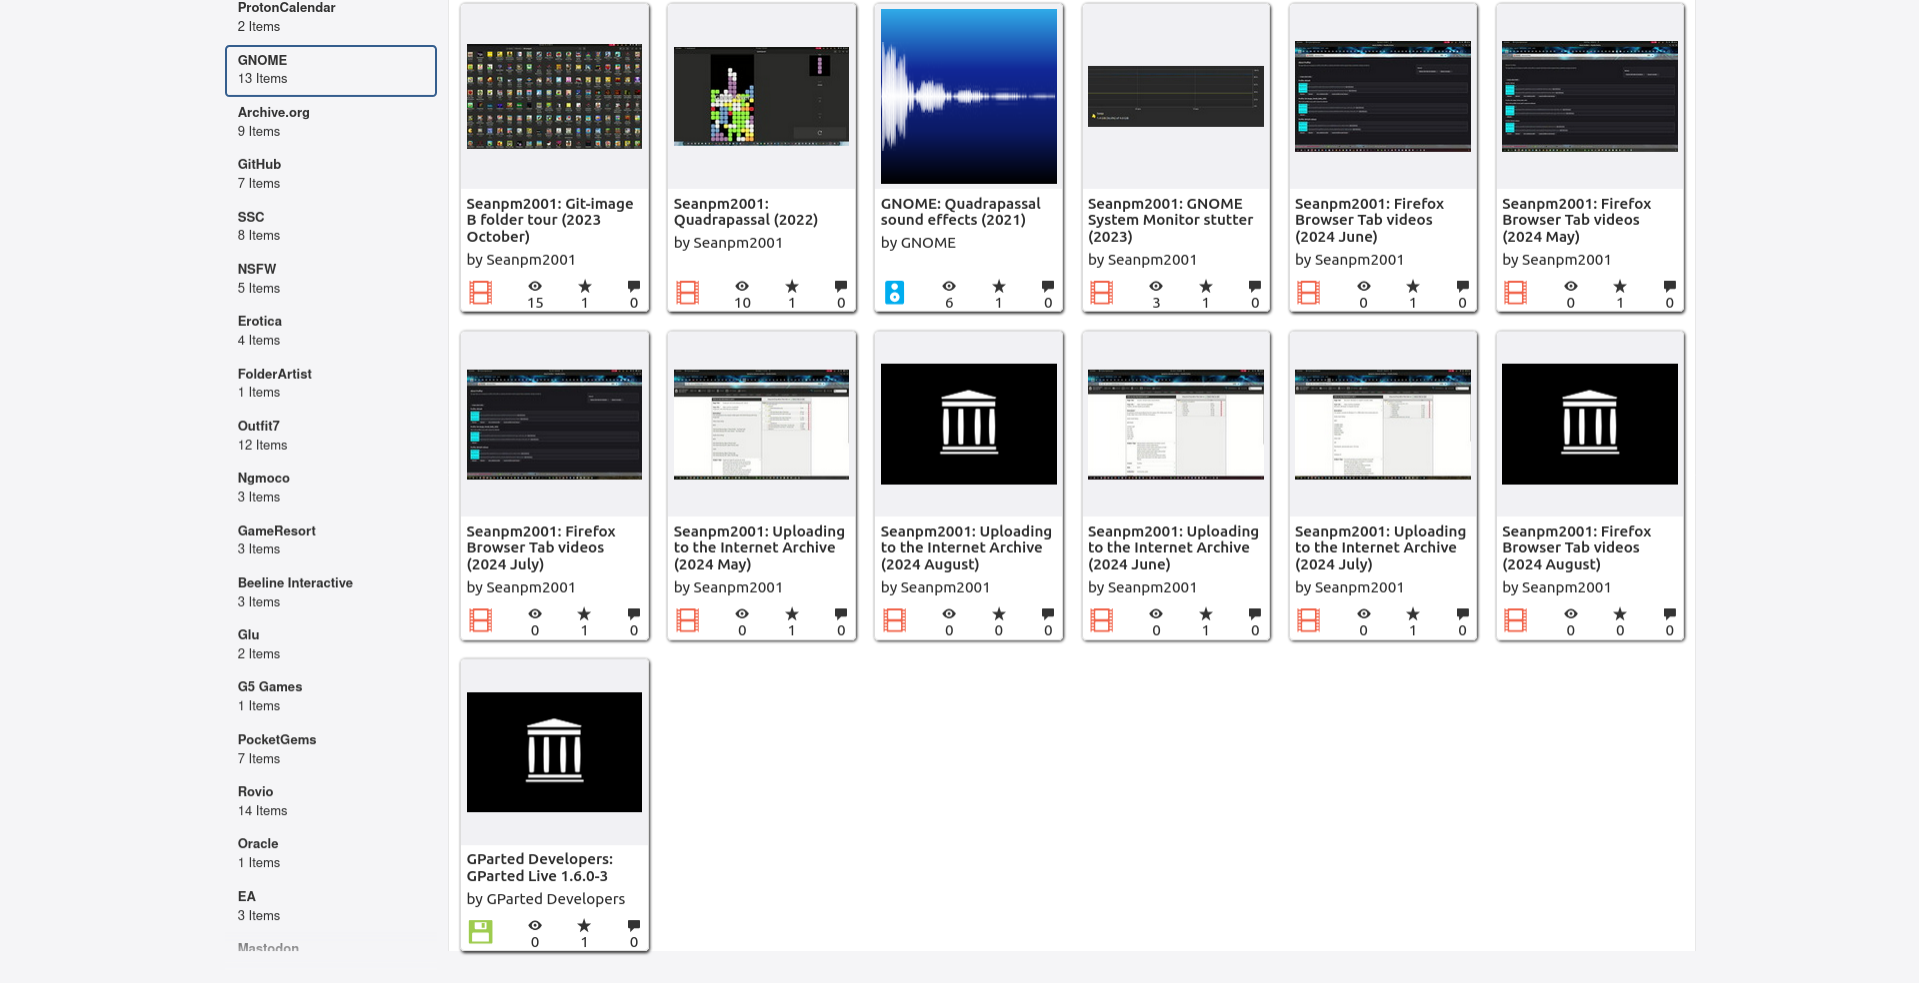 ProtonCalendar
2 Items
GNOME
13 Items
Archive.org
9 Items
GitHub
7 Items
SSC
8 Items
NSFW
5 Items
Erotica
4 Items
FolderArtist
1 Items
Outfit7
12 Items
Ngmoco
3 Items
GameResort
3 Items
Beeline Interactive
3 Items
Glu
2 Items
G5 Games
1 Items
PocketGems
7 Items
Rovio
14 Items
Oracle
1 Items
EA
3 Items
Mastodon
Seanpm2001: Git-image
B folder tour (2023
October)
by Seanpm2001
15 1 0
Seanpm2001:
Quadrapassal (2022)
by Seanpm2001
10 1 0
GNOME: Quadrapassal
sound effects (2021)
by GNOME
6 1 0
Seanpm2001: GNOME
System Monitor stutter
(2023)
by Seanpm2001
3 1 0
Seanpm2001: Firefox
Browser Tab videos
(2024 June)
by Seanpm2001
0 1 0
Seanpm2001: Firefox
Browser Tab videos
(2024 May)
by Seanpm2001
0 1 0
Seanpm2001: Firefox
Browser Tab videos
(2024 July)
by Seanpm2001
0 1 0
Seanpm2001: Uploading
to the Internet Archive
(2024 May)
by Seanpm2001
0 1 0
Seanpm2001: Uploading
to the Internet Archive
(2024 August)
by Seanpm2001
0 0 0
Seanpm2001: Uploading
to the Internet Archive
(2024 June)
by Seanpm2001
0 1 0
Seanpm2001: Uploading
to the Internet Archive
(2024 July)
by Seanpm2001
0 1 0
Seanpm2001: Firefox
Browser Tab videos
(2024 August)
by Seanpm2001
0 0 0
GParted Developers:
GParted Live 1.6.0-3
by GParted Developers
0 1 0